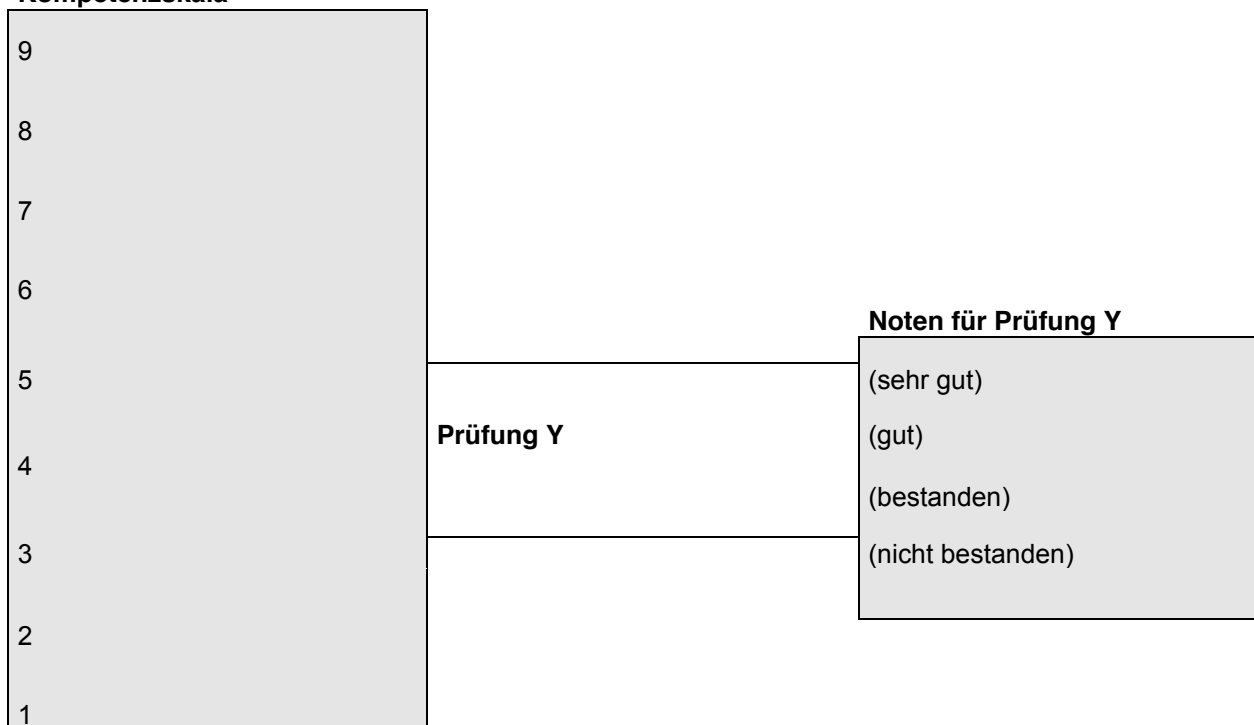 Kompetenzskala
9
8
7
6
5
4
3
2
1
Prüfung Y
Noten für Prüfung Y
(sehr gut)
(gut)
(bestanden)
(nicht bestanden)